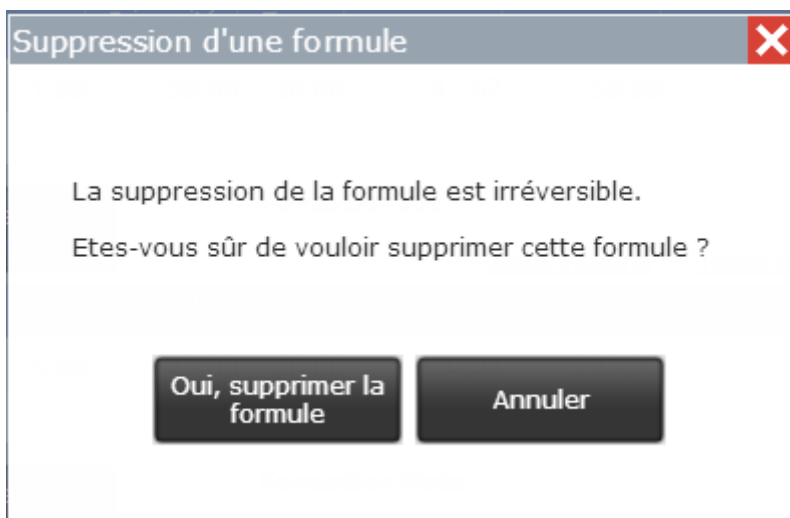 Suppression d'une formule
La suppression de la formule est irréversible.
Etes-vous sûr de vouloir supprimer cette formule ?
Oui, supprimer la
formule
Annuler